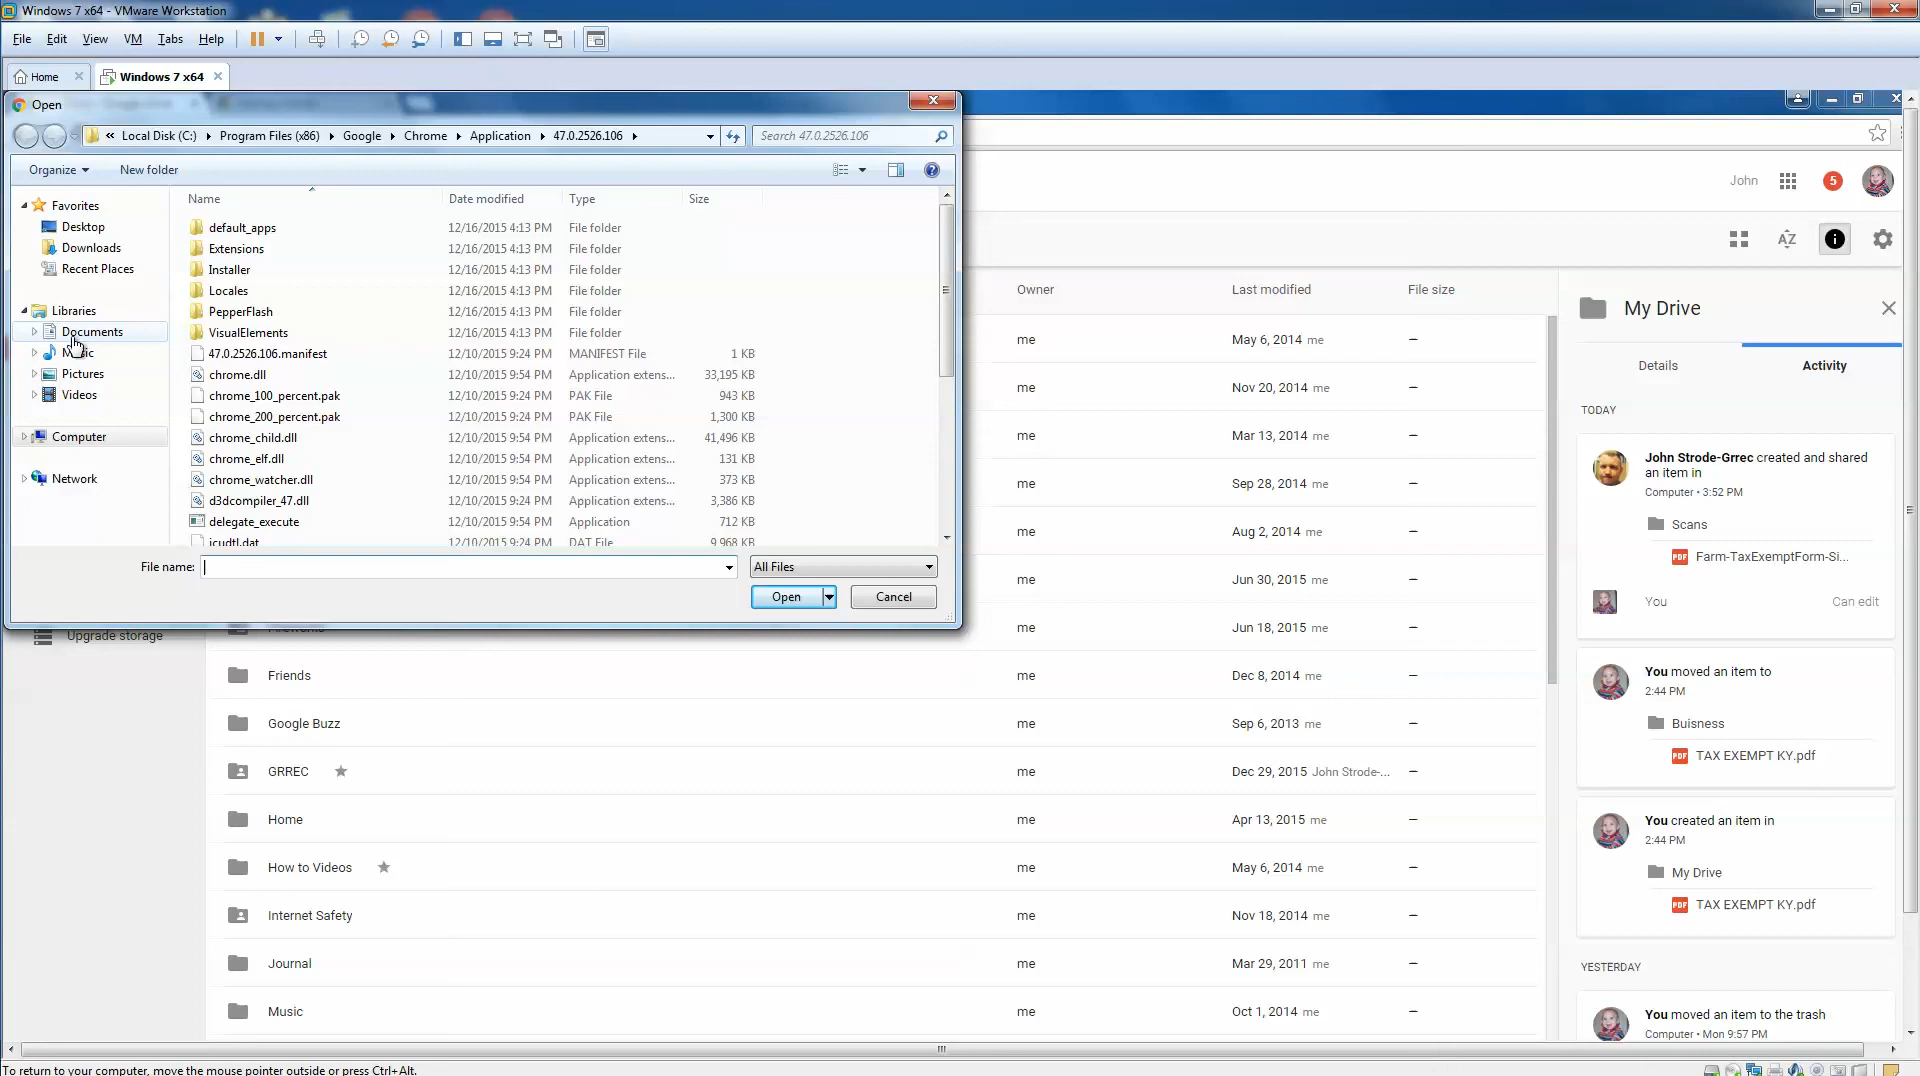 Windows 7 x64 - VMware Workstation
File Edit View VM Tabs Help
Home Windows 7 x64
Open
« Local Disk (C:) Program Files (x86) Google Chrome Application 47.0.2526.106 Search 47.0.2526.106
Organize New folder
Favorites
Desktop
Downloads
Recent Places
Libraries
Documents
Pictures
Videos
Computer
Network
Name Date modified Type Size
default_apps 12/16/2015 4:13 PM File folder
Extensions 12/16/2015 4:13 PM File folder
Installer 12/16/2015 4:13 PM File folder
Locales 12/16/2015 4:13 PM File folder
PepperFlash 12/16/2015 4:13 PM File folder
VisualElements 12/16/2015 4:13 PM File folder
47.0.2526.106.manifest 12/10/2015 9:24 PM MANIFEST File 1 KB
chrome.dll 12/10/2015 9:54 PM Application extens... 33,195 KB
chrome_100_percent.pak 12/10/2015 9:24 PM PAK File 943 KB
chrome_200_percent.pak 12/10/2015 9:24 PM PAK File 1,300 KB
chrome_child.dll 12/10/2015 9:54 PM Application extens... 41,496 KB
chrome_elf.dll 12/10/2015 9:54 PM Application extens... 131 KB
chrome_watcher.dll 12/10/2015 9:54 PM Application extens... 373 KB
d3dcompiler_47.dll 12/10/2015 9:24 PM Application extens... 3,386 KB
delegate_execute 12/10/2015 9:54 PM Application 712 KB
icudtl.dat 12/10/2015 9:24 PM DAT File 9,968 KB
File name: All Files
Open Cancel
John 5
AZ
Owner Last modified File size
me May 6, 2014 me –
me Nov 20, 2014 me –
me Mar 13, 2014 me –
me Sep 28, 2014 me –
me Aug 2, 2014 me –
me Jun 30, 2015 me –
me Jun 18, 2015 me –
Upgrade storage
Friends me Dec 8, 2014 me –
Google Buzz me Sep 6, 2013 me –
GRREC me Dec 29, 2015 John Strode-... –
Home me Apr 13, 2015 me –
How to Videos me May 6, 2014 me –
Internet Safety me Nov 18, 2014 me –
Journal me Mar 29, 2011 me –
Music me Oct 1, 2014 me –
My Drive
Details Activity
TODAY
John Strode-Grrec created and shared
an item in
Computer • 3:52 PM
Scans
PDF Farm-TaxExemptForm-Si...
You Can edit
You moved an item to
2:44 PM
Buisness
PDF TAX EXEMPT KY.pdf
You created an item in
2:44 PM
My Drive
PDF TAX EXEMPT KY.pdf
YESTERDAY
You moved an item to the trash
Computer • Mon 9:57 PM
To return to your computer, move the mouse pointer outside or press Ctrl+Alt.